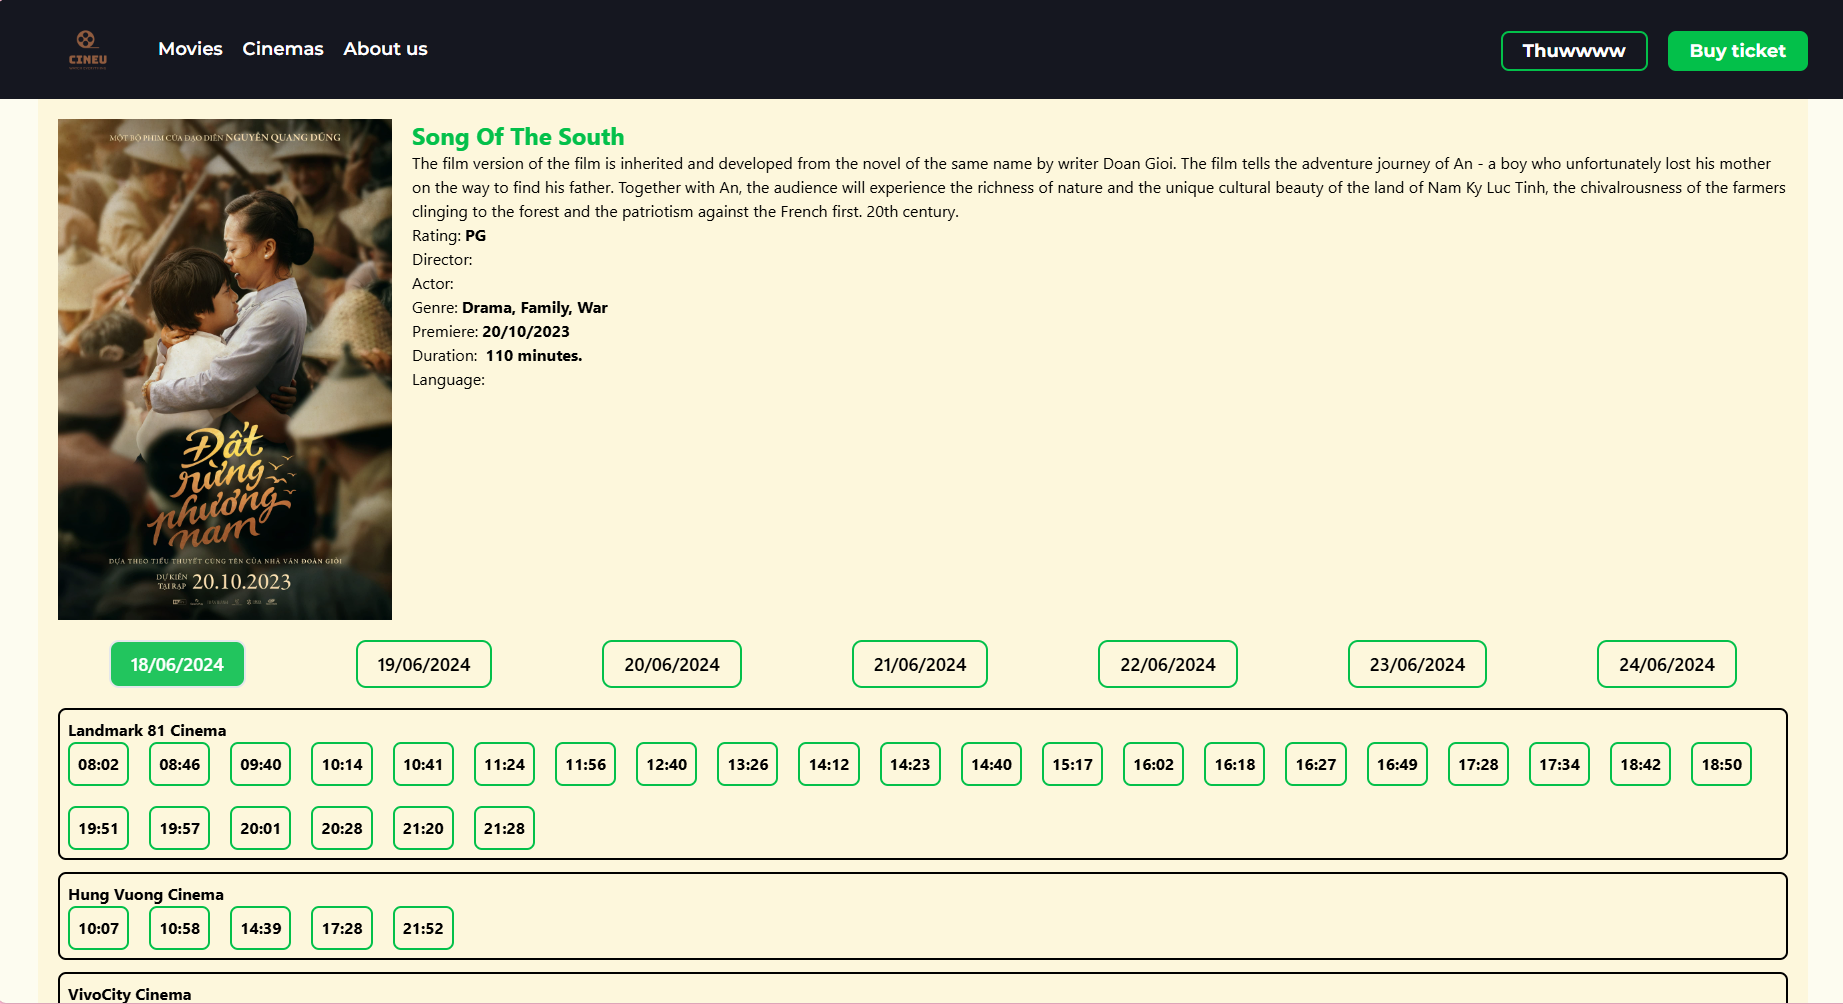 CINEU
Movies Cinemas About us
Thuwwww
Buy ticket
MỘT BỘ PHIM CỦA ĐẠO DIỄN NGUYỄN QUANG DŨNG
Đất
rừng
phương
nam
DỰA THEO TIỂU THUYẾT CÙNG TÊN CỦA NHÀ VĂN ĐOÀN GIỎI
DỰ KIẾN
TẠI RẠP 20.10.2023
Song Of The South
The film version of the film is inherited and developed from the novel of the same name by writer Doan Gioi. The film tells the adventure journey of An - a boy who unfortunately lost his mother
on the way to find his father. Together with An, the audience will experience the richness of nature and the unique cultural beauty of the land of Nam Ky Luc Tinh, the chivalrousness of the farmers
clinging to the forest and the patriotism against the French first. 20th century.
Rating: PG
Director:
Actor:
Genre: Drama, Family, War
Premiere: 20/10/2023
Duration: 110 minutes.
Language:
18/06/2024 19/06/2024 20/06/2024 21/06/2024 22/06/2024 23/06/2024 24/06/2024
Landmark 81 Cinema
08:02 08:46 09:40 10:14 10:41 11:24 11:56 12:40 13:26 14:12 14:23 14:40 15:17 16:02 16:18 16:27 16:49 17:28 17:34 18:42 18:50
19:51 19:57 20:01 20:28 21:20 21:28
Hung Vuong Cinema
10:07 10:58 14:39 17:28 21:52
VivoCity Cinema